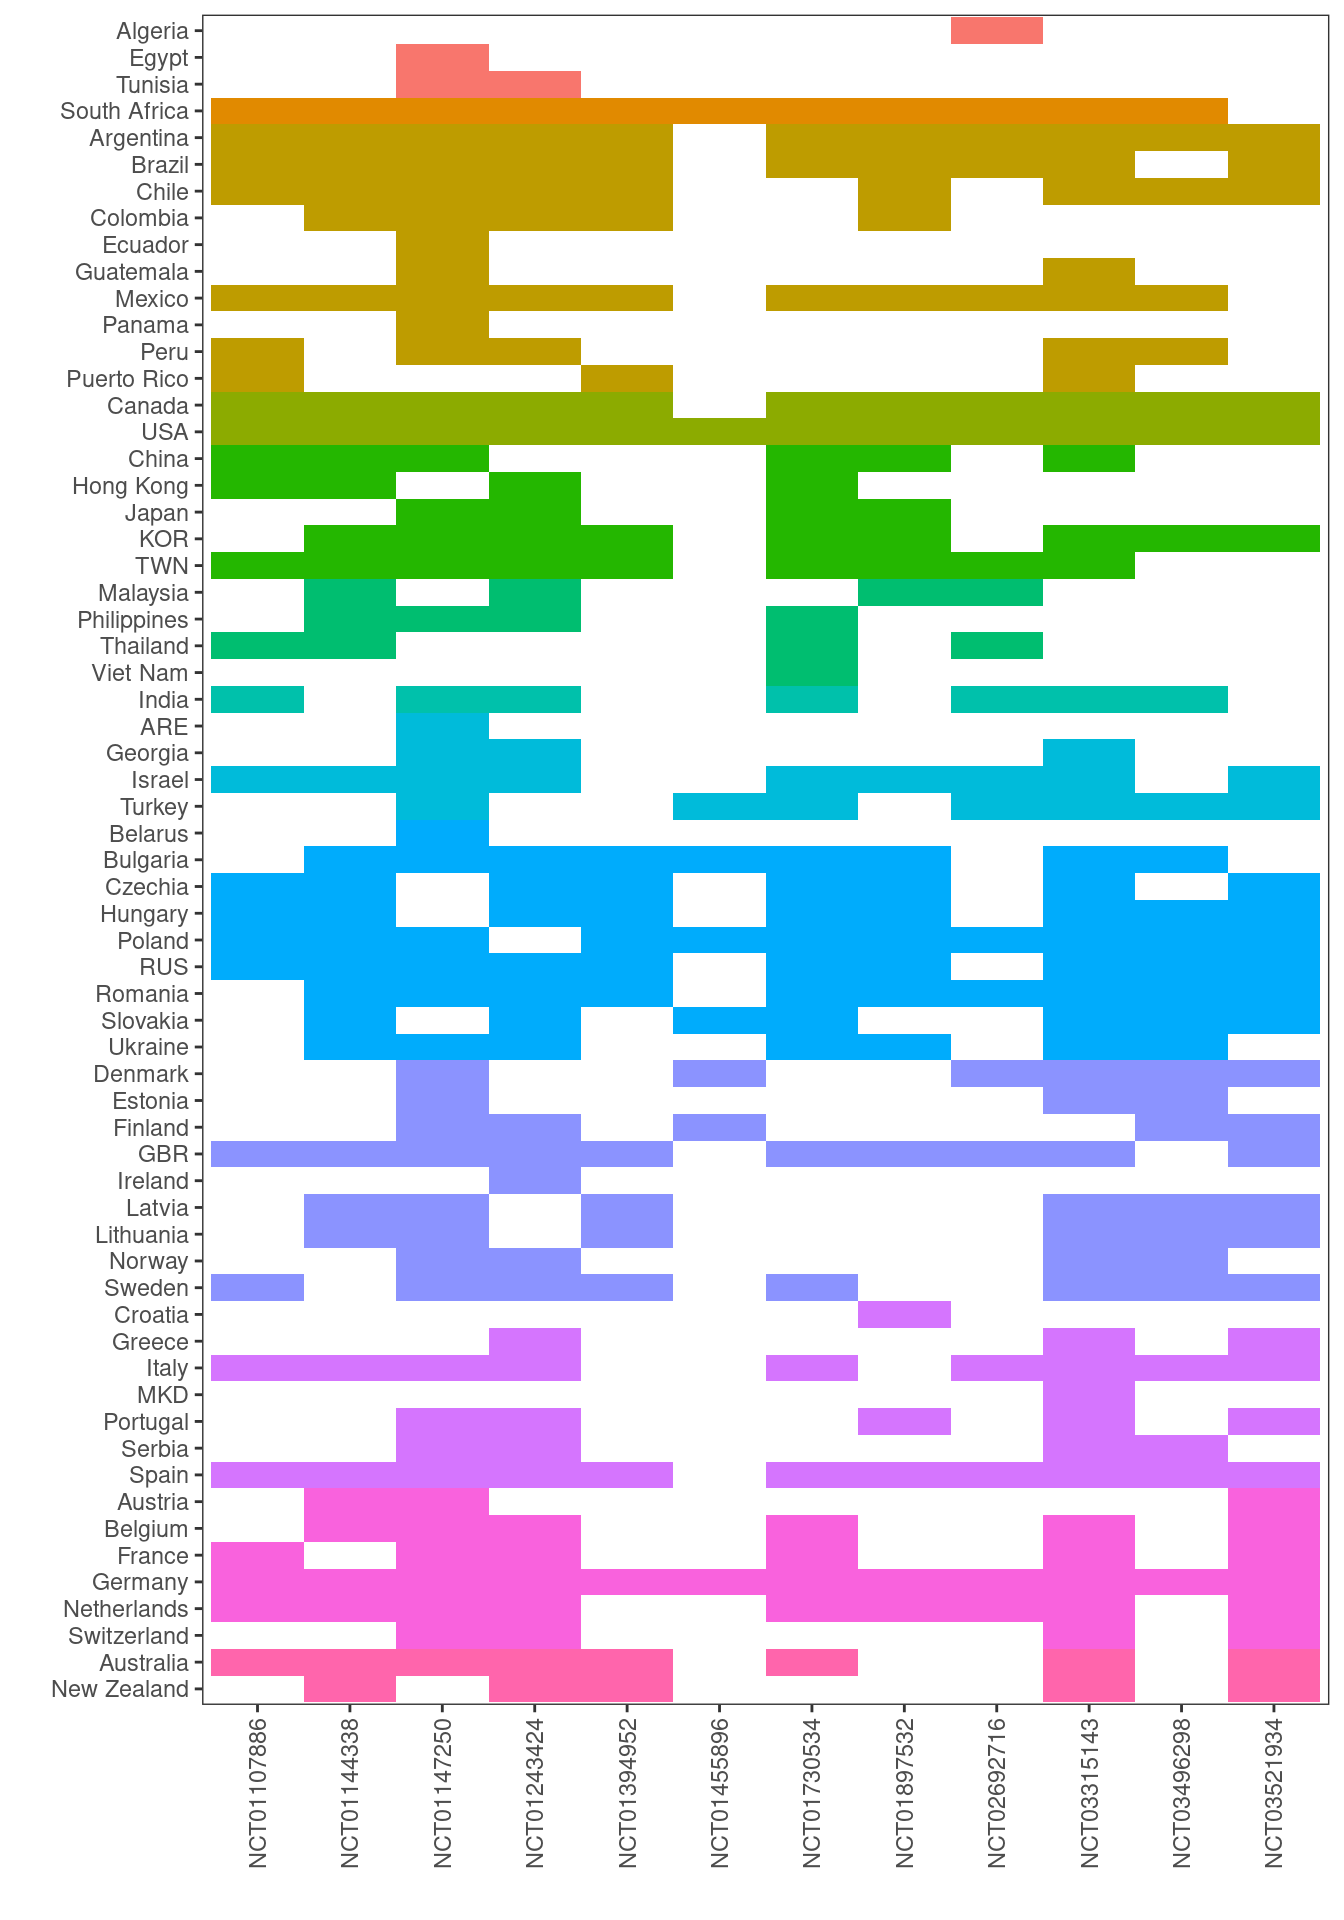 Algeria
Egypt
Tunisia
South Africa
Argentina
Brazil
Chile
Colombia
Ecuador
Guatemala
Mexico
Panama
Peru
Puerto Rico
Canada
USA
China
Hong Kong
Japan
KOR
TWN
Malaysia
Philippines
Thailand
Viet Nam
India
ARE
Georgia
Israel
Turkey
Belarus
Bulgaria
Czechia
Hungary
Poland
RUS
Romania
Slovakia
Ukraine
Denmark
Estonia
Finland
GBR
Ireland
Latvia
Lithuania
Norway
Sweden
Croatia
Greece
Italy
MKD
Portugal
Serbia
Spain
Austria
Belgium
France
Germany
Netherlands
Switzerland
Australia
New Zealand
NCT01107886
NCT01144338
NCT01147250
NCT01243424
NCT01394952
NCT01455896
NCT01730534
NCT01897532
NCT02692716
NCT03315143
NCT03496298
NCT03521934